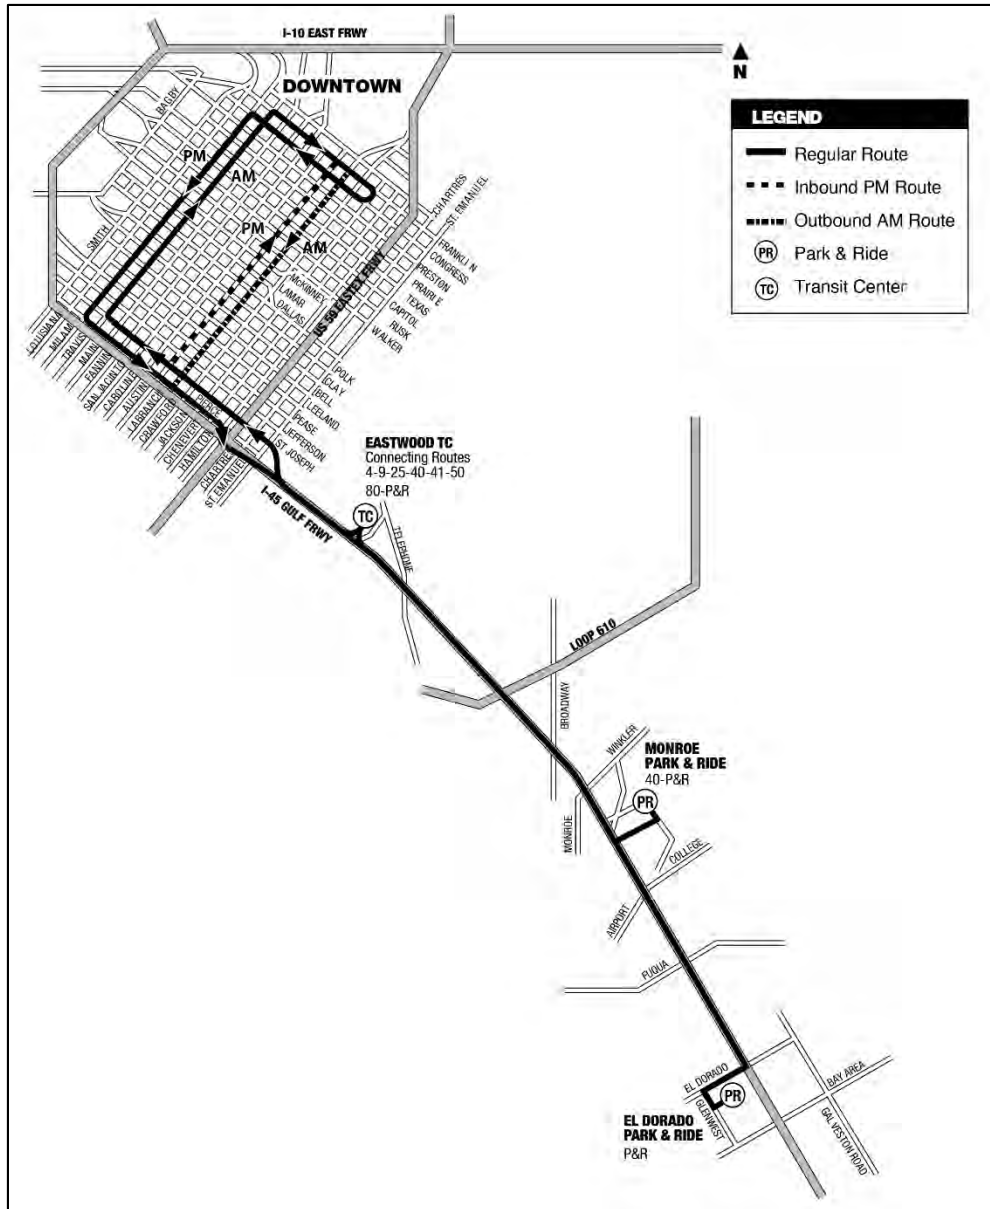 I-10 EAST FRWY
DOWNTOWN
N
BAGBY
LEGEND
Regular Route
Inbound PM Route
Outbound AM Route
PR Park & Ride
TC Transit Center
PM
AM
PM
AM
SMITH
CHARTRES
ST. EMANUEL
FRANKLIN
CONGRESS
PRESTON
PRAIRIE
TEXAS
CAPITOL
RUSK
WALKER
MCKINNEY
LAMAR
DALLAS
US 59 EASTEX FRWY
POLK
CLAY
BELL
LEELAND
PEASE
JEFFERSON
ST JOSEPH
PIERCE
LOUISIANA
MILAM
TRAVIS
MAIN
FANNIN
SAN JACINTO
CAROLINE
AUSTIN
LABRANCH
CRAWFORD
JACKSON
CHENEVERT
HAMILTON
CHARTRES
ST. EMANUEL
I-45 GULF FRWY
EASTWOOD TC
Connecting Routes
4-9-25-40-41-50
80-P&R
TC
TELEPHONE
LOOP 610
BROADWAY
WINKLER
MONROE
PARK & RIDE
40-P&R
PR
MONROE
COLLEGE
AIRPORT
FUQUA
EL DORADO
PR
GLENWEST
BAY AREA
GALVESTON ROAD
EL DORADO
PARK & RIDE
P&R